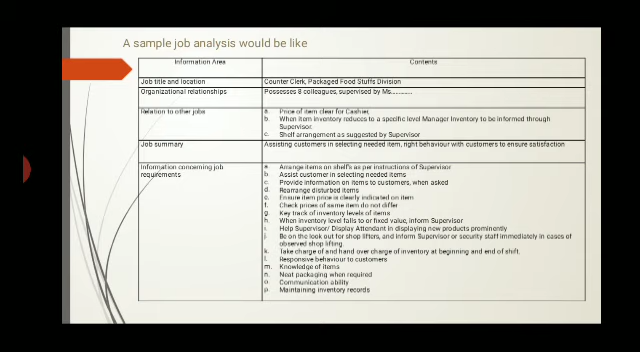 A sample job analysis would be like
Information Area Contents
Job title and location Counter Clerk, Packaged Food Stuffs Division
Organizational relationships Possesses 8 colleagues, supervised by Ms............
Relation to other jobs a. Price of item clear for Cashier,
b. When item inventory reduces to a specific level Manager Inventory to be informed through
Supervisor.
c. Shelf arrangement as suggested by Supervisor
Job summary Assisting customers in selecting needed item, right behaviour with customers to ensure satisfaction
Information concerning job
requirements
a. Arrange items on shelfs as per instructions of Supervisor
b. Assist customer in selecting needed items
c. Provide information on items to customers, when asked
d. Rearrange disturbed items
e. Ensure item price is clearly indicated on item
f. Check prices of same item do not differ
g. Key track of inventory levels of items
h. When inventory level falls to or fixed value, inform Supervisor
i. Help Supervisor/ Display Attendant in displaying new products prominently
j. Be on the look out for shop lifters, and inform Supervisor or security staff immediately in cases of
observed shop lifting.
k. Take charge of and hand over charge of inventory at beginning and end of shift.
l. Responsive behaviour to customers
m. Knowledge of items
n. Neat packaging when required
o. Communication ability
p. Maintaining inventory records